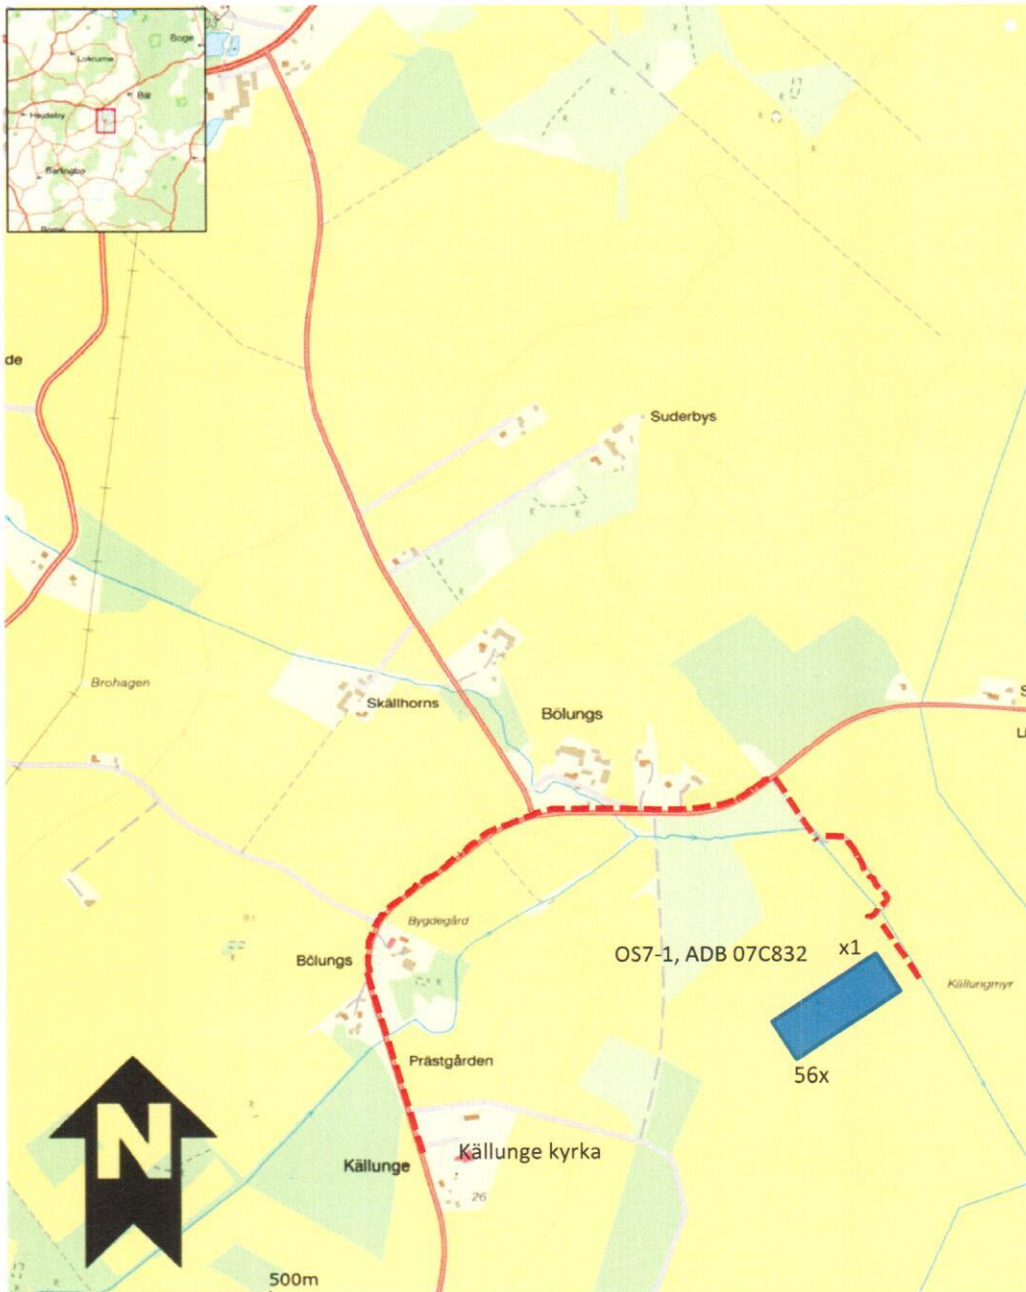 Boge
Lokrume
Bäl
Hejdeby
Barlingbo
de
Suderbys
Brohagen
Skällhorns
Bölungs
S
Bygdegård
Bölungs
OS7-1, ADB 07C832
x1
Källungmyr
56x
Prästgården
N
Källunge
Källunge kyrka
26
500m